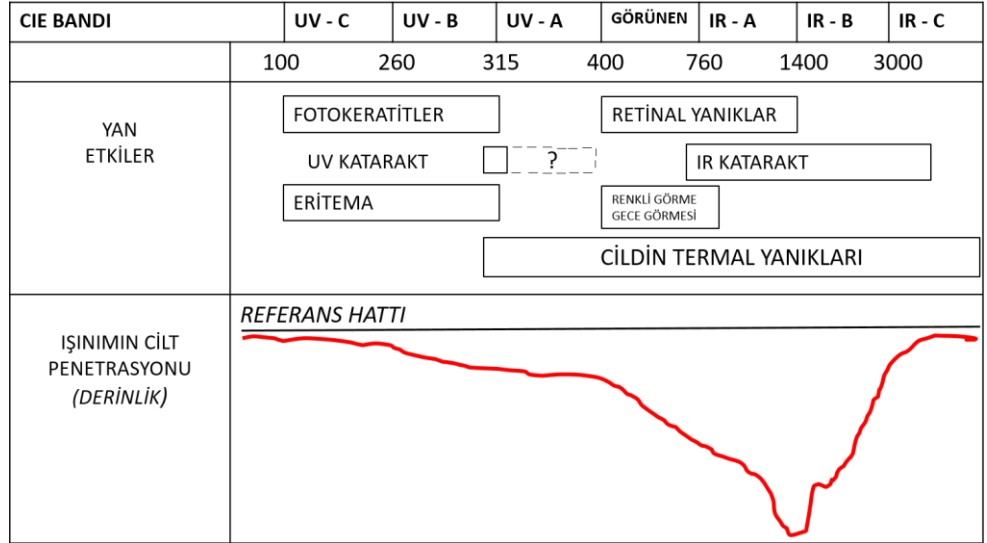 CIE BANDI UV - C UV - B UV - A GÖRÜNEN IR - A IR - B IR - C
100 260 315 400 760 1400 3000
YAN
ETKİLER
FOTOKERATİTLER RETİNAL YANIKLAR
UV KATARAKT ? IR KATARAKT
ERİTEMA
RENKLİ GÖRME
GECE GÖRMESİ
CİLDİN TERMAL YANIKLARI
REFERANS HATTI
IŞINIMIN CİLT
PENETRASYONU
(DERİNLİK)